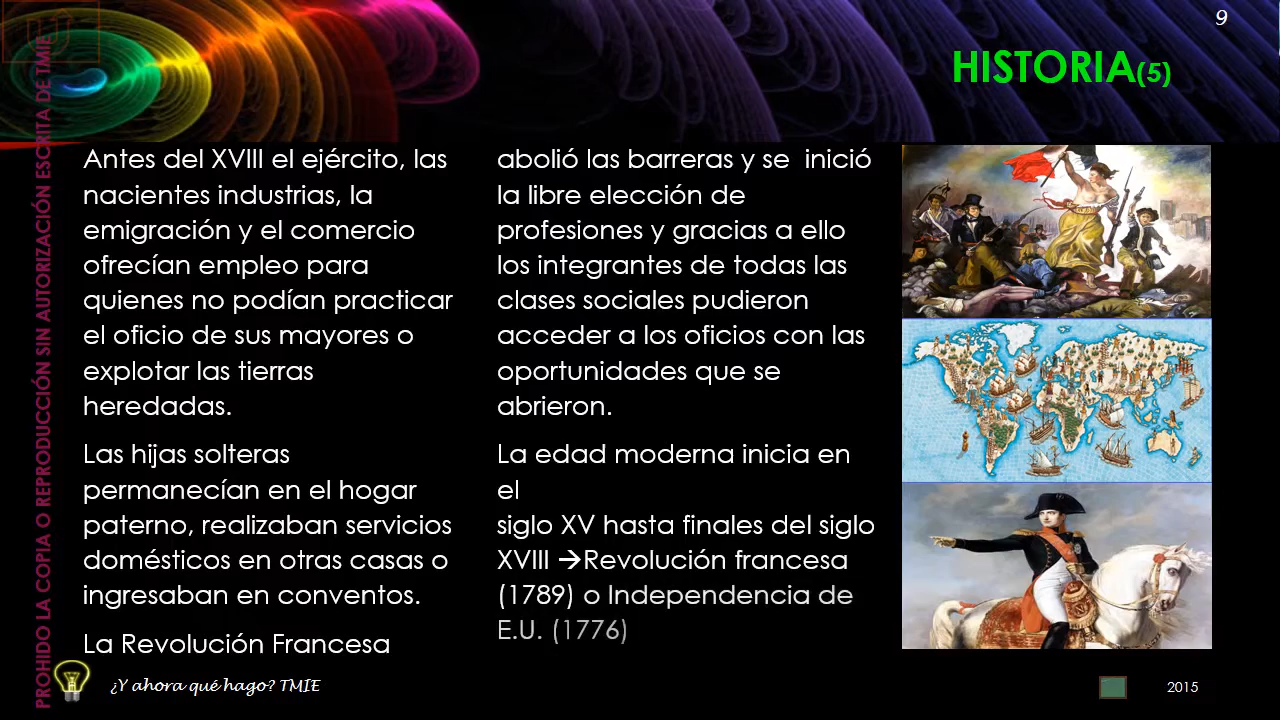 9
HISTORIA(5)
PROHIDO LA COPIA O REPRODUCCIÓN SIN AUTORIZACIÓN ESCRITA DE TMIE
Antes del XVIII el ejército, las
nacientes industrias, la
emigración y el comercio
ofrecían empleo para
quienes no podían practicar
el oficio de sus mayores o
explotar las tierras
heredadas.
Las hijas solteras
permanecían en el hogar
paterno, realizaban servicios
domésticos en otras casas o
ingresaban en conventos.
La Revolución Francesa
abolió las barreras y se inició
la libre elección de
profesiones y gracias a ello
los integrantes de todas las
clases sociales pudieron
acceder a los oficios con las
oportunidades que se
abrieron.
La edad moderna inicia en
el
siglo XV hasta finales del siglo
XVIII →Revolución francesa
(1789) o Independencia de
E.U. (1776)
¿Y ahora qué hago? TMIE
2015